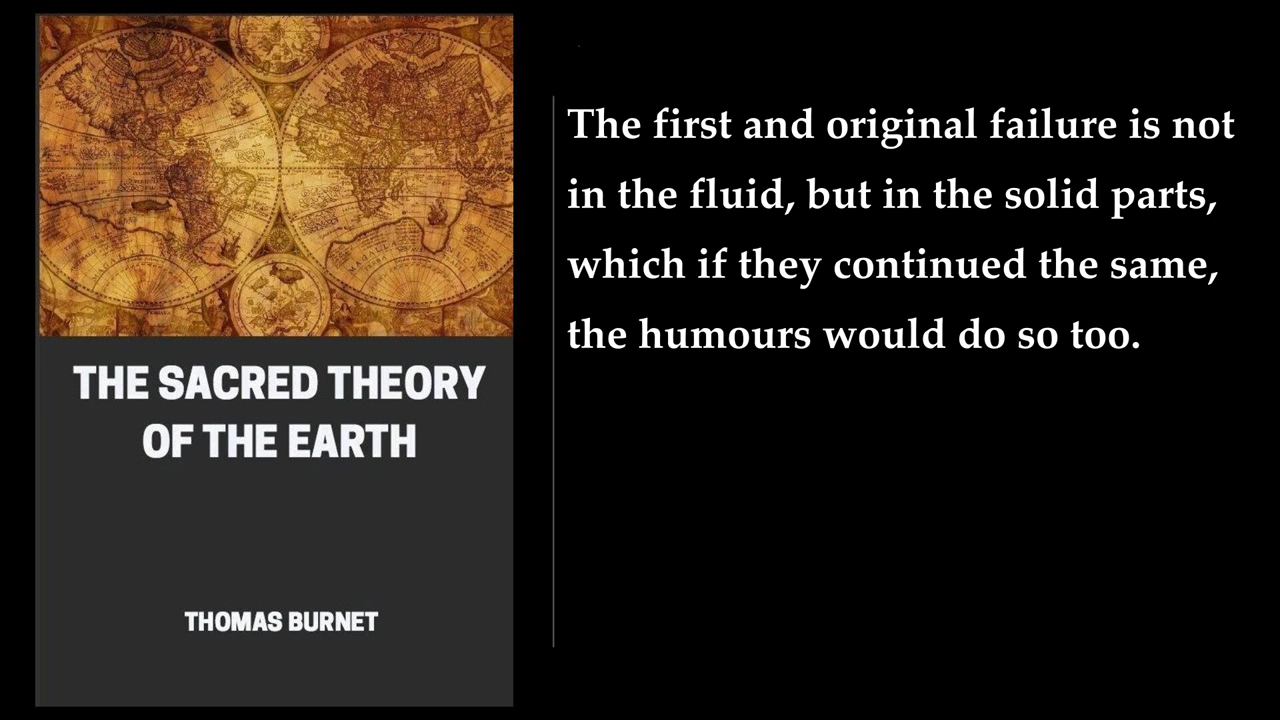 THE SACRED THEORY
OF THE EARTH
THOMAS BURNET
The first and original failure is not
in the fluid, but in the solid parts,
which if they continued the same,
the humours would do so too.